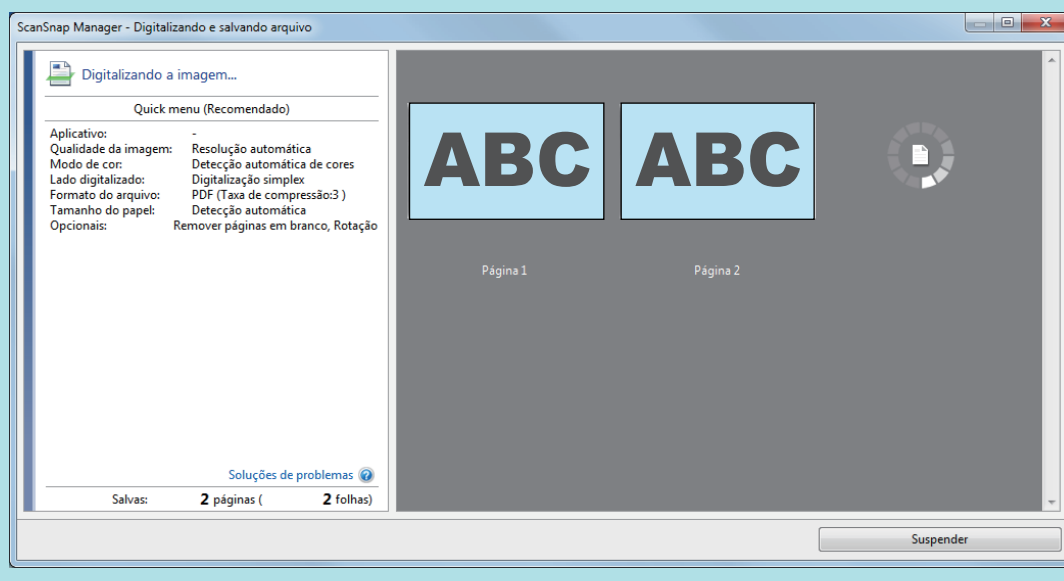 ScanSnap Manager - Digitalizando e salvando arquivo
Digitalizando a imagem...
Quick menu (Recomendado)
Aplicativo: -
Qualidade da imagem: Resolução automática
Modo de cor: Detecção automática de cores
Lado digitalizado: Digitalização simplex
Formato do arquivo: PDF (Taxa de compressão:3 )
Tamanho do papel: Detecção automática
Opcionais: Remover páginas em branco, Rotação
ABC ABC
Página 1 Página 2
Soluções de problemas ?
Salvas: 2 páginas ( 2 folhas)
Suspender